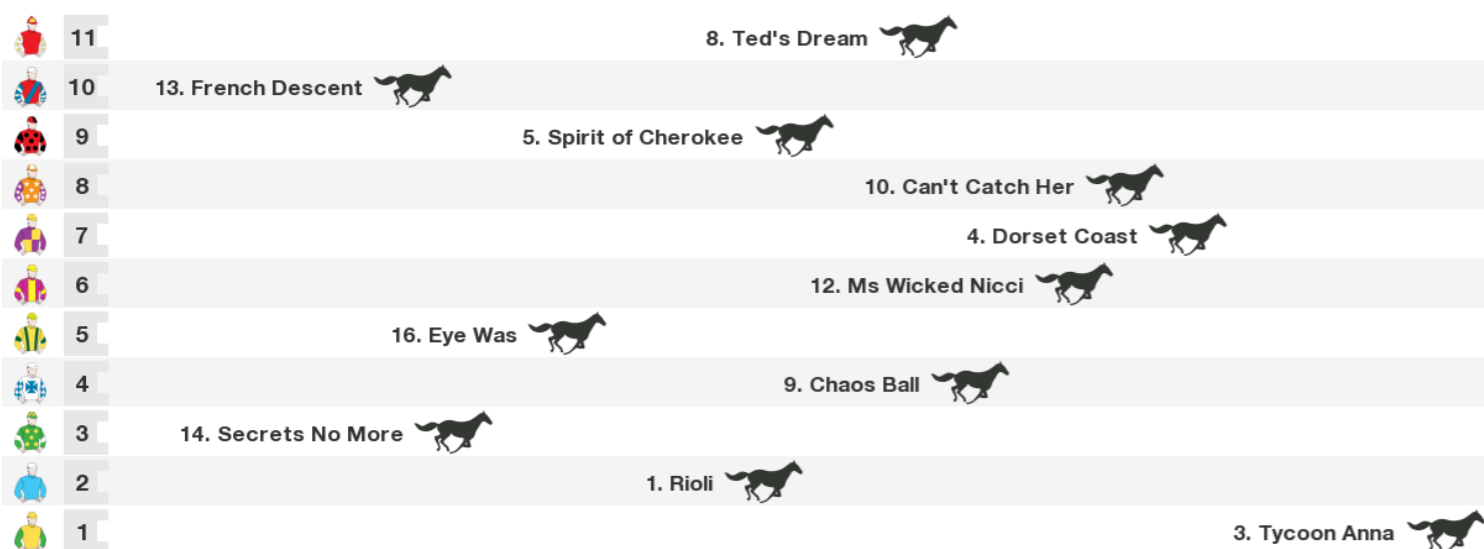 11 8. Ted's Dream
10 13. French Descent
9 5. Spirit of Cherokee
8 10. Can't Catch Her
7 4. Dorset Coast
6 12. Ms Wicked Nicci
5 16. Eye Was
4 9. Chaos Ball
3 14. Secrets No More
2 1. Rioli
1 3. Tycoon Anna